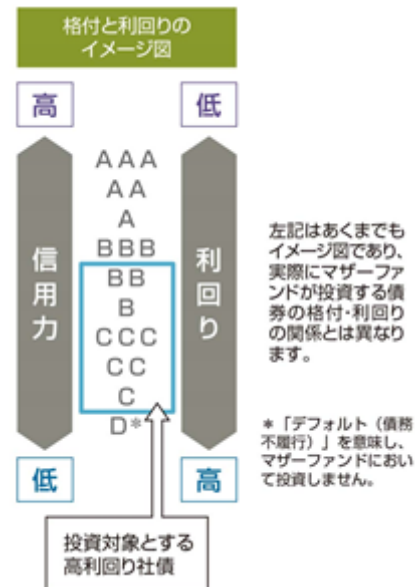 格付と利回りの
イメージ図
高
低
信用力
AAA
AA
A
BBB
BB
B
CCC
CC
C
D*
利回り
低
高
投資対象とする
高利回り社債
左記はあくまでも
イメージ図であり、
実際にマザーファ
ンドが投資する債
券の格付・利回り
の関係とは異なり
ます。
*「デフォルト（債務
不履行）」を意味し、
マザーファンドにおい
て投資しません。